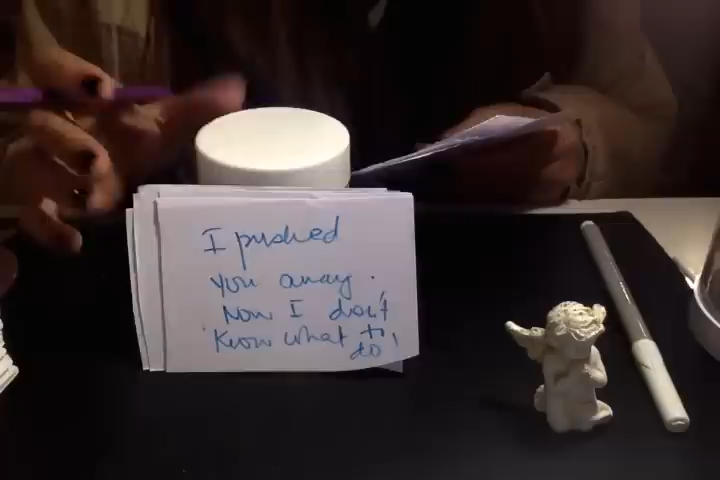 I pushed
you away.
Now I don't
know what to
do!